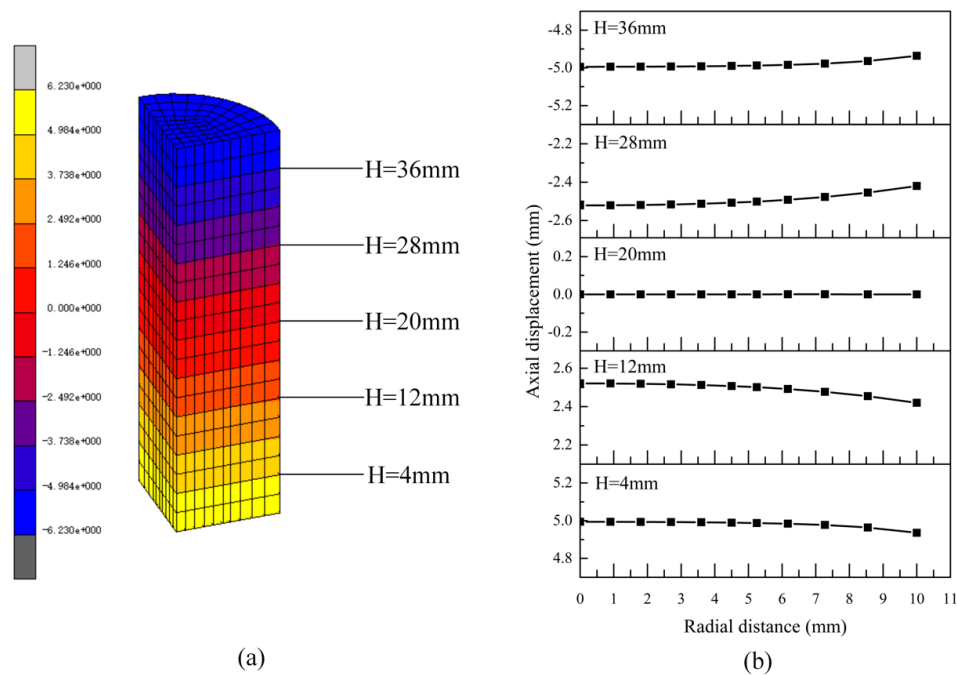 6.230e+000
4.984e+000
3.738e+000
2.492e+000
1.246e+000
0.000e+000
-1.246e+000
-2.492e+000
-3.738e+000
-4.984e+000
-6.230e+000
H=36mm
H=28mm
H=20mm
H=12mm
H=4mm
(a)
Axial displacement (mm)
H=36mm
-4.8
-5.0
-5.2
H=28mm
-2.2
-2.4
-2.6
H=20mm
0.2
0.0
-0.2
H=12mm
2.6
2.4
2.2
H=4mm
5.2
5.0
4.8
0 1 2 3 4 5 6 7 8 9 10 11
Radial distance (mm)
(b)